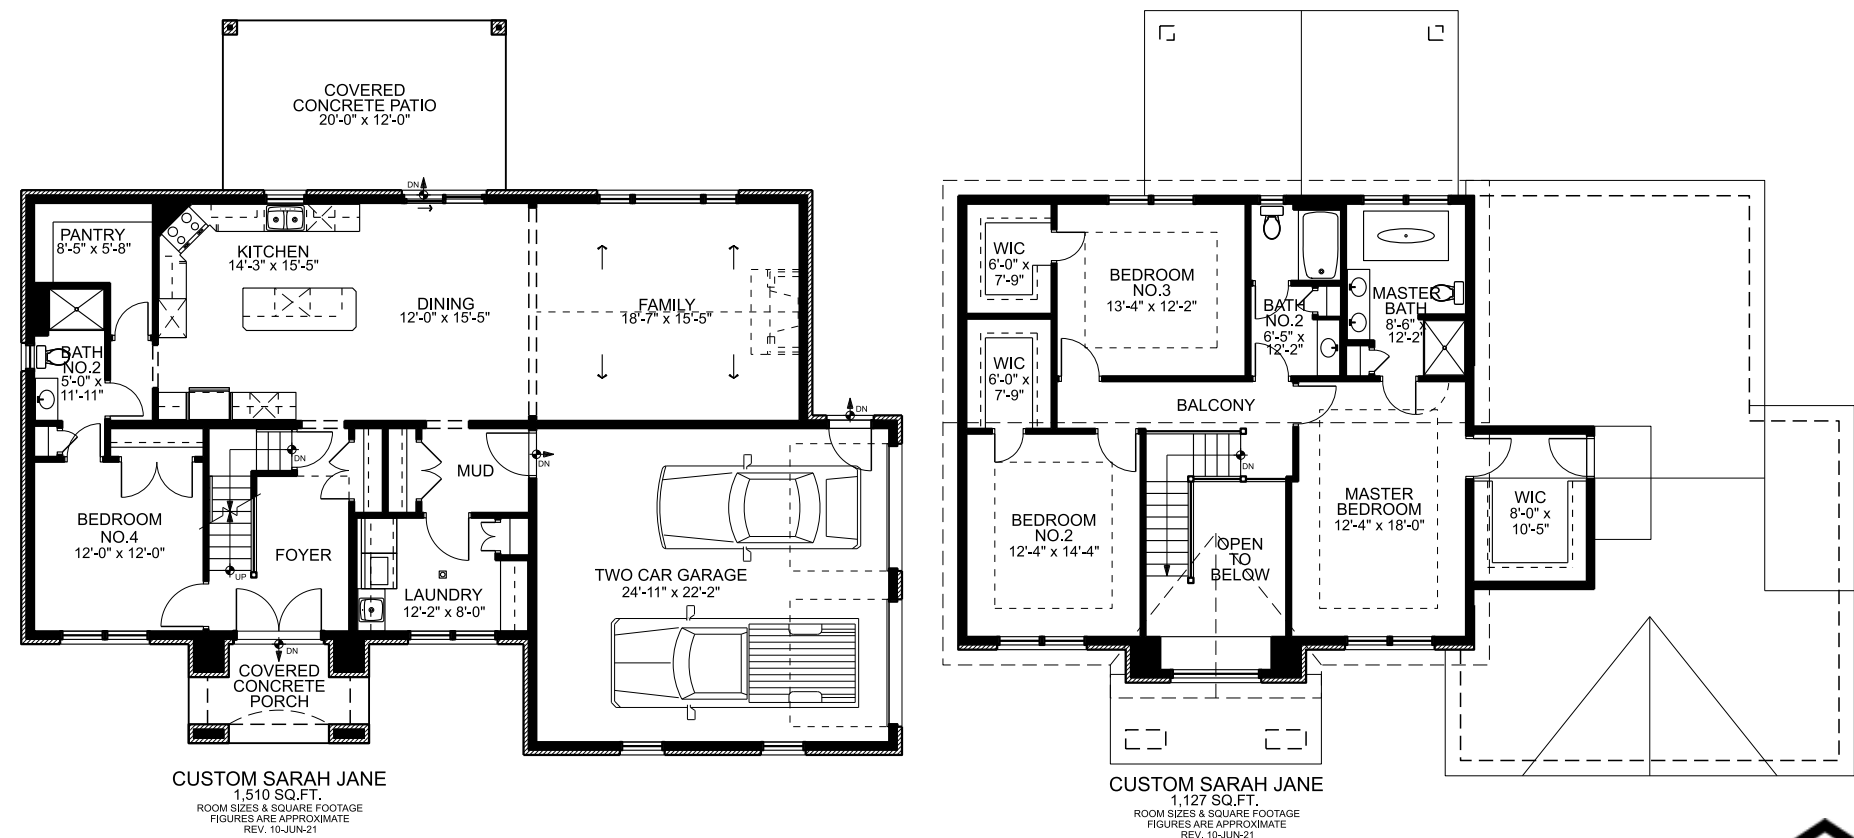 COVERED
CONCRETE PATIO
20'-0" x 12'-0"
DN
PANTRY
8'-5" x 5'-8"
KITCHEN
14'-3" x 15'-5"
DINING
12'-0" x 15'-5"
FAMILY
18'-7" x 15'-5"
BATH
NO.2
5'-0" x
11'-11"
DN
DN
MUD
DN
BEDROOM
NO.4
12'-0" x 12'-0"
FOYER
UP
LAUNDRY
12'-2" x 8'-0"
TWO CAR GARAGE
24'-11" x 22'-2"
DN
COVERED
CONCRETE
PORCH
CUSTOM SARAH JANE
1,510 SQ.FT.
ROOM SIZES & SQUARE FOOTAGE
FIGURES ARE APPROXIMATE
REV. 10-JUN-21
WIC
6'-0" x
7'-9"
BEDROOM
NO.3
13'-4" x 12'-2"
BATH
NO.2
6'-5" x
12'-2"
MASTER
BATH
8'-6" x
12'-2"
WIC
6'-0" x
7'-9"
BALCONY
DN
BEDROOM
NO.2
12'-4" x 14'-4"
OPEN
TO
BELOW
MASTER
BEDROOM
12'-4" x 18'-0"
WIC
8'-0" x
10'-5"
CUSTOM SARAH JANE
1,127 SQ.FT.
ROOM SIZES & SQUARE FOOTAGE
FIGURES ARE APPROXIMATE
REV. 10-JUN-21